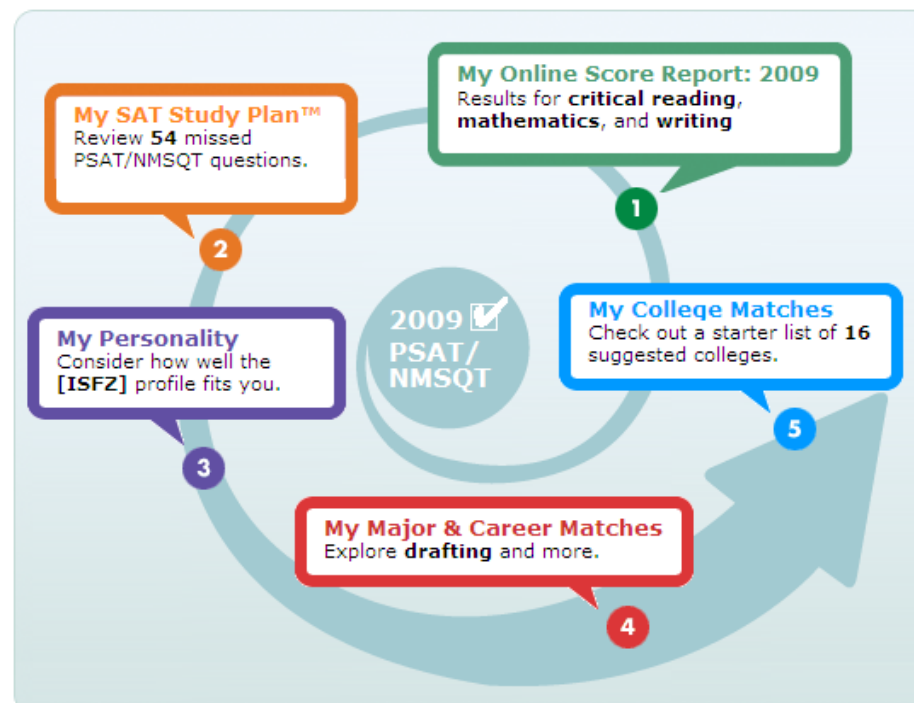 2009
PSAT/
NMSQT
My Online Score Report: 2009
Results for critical reading,
mathematics, and writing
1
My SAT Study Plan™
Review 54 missed
PSAT/NMSQT questions.
2
My Personality
Consider how well the
[ISFZ] profile fits you.
3
My Major & Career Matches
Explore drafting and more.
4
My College Matches
Check out a starter list of 16
suggested colleges.
5